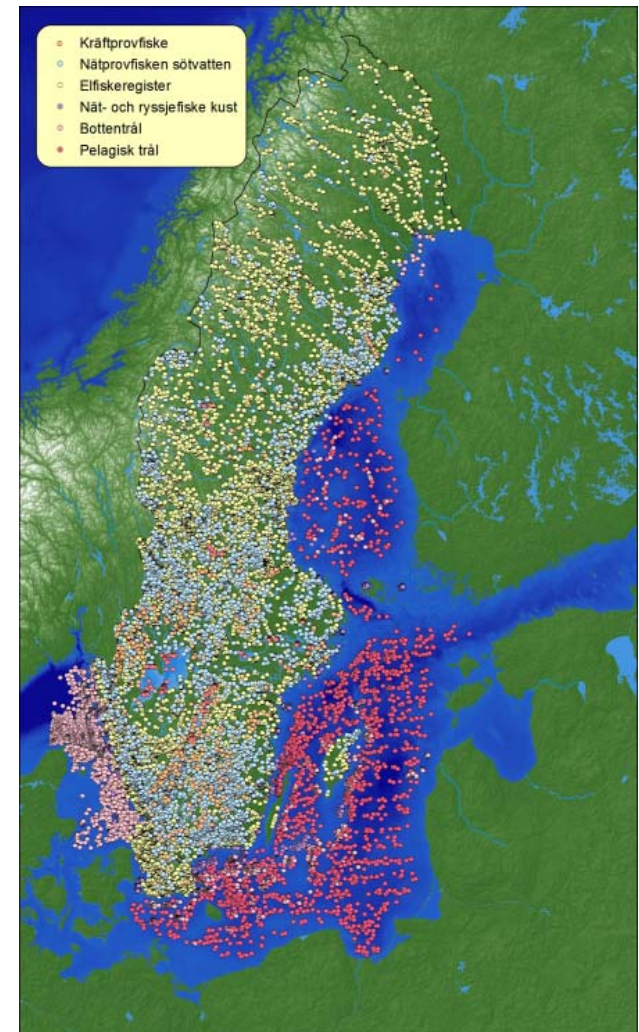 Kräftprovfiske
Nätprovfisken sötvatten
Elfiskeregister
Nät- och ryssjefiske kust
Bottentrål
Pelagisk trål